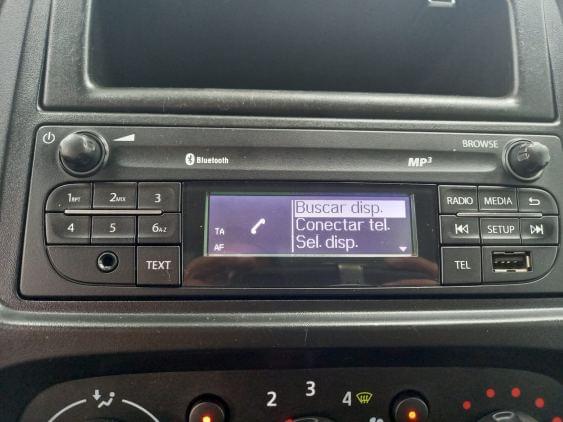 BROWSE
Bluetooth
MP3
1RPT 2MIX 3
4 5 6A-Z
TEXT
Buscar disp.
Conectar tel.
Sel. disp.
TA
AF
RADIO MEDIA
SETUP
TEL
2 3 4